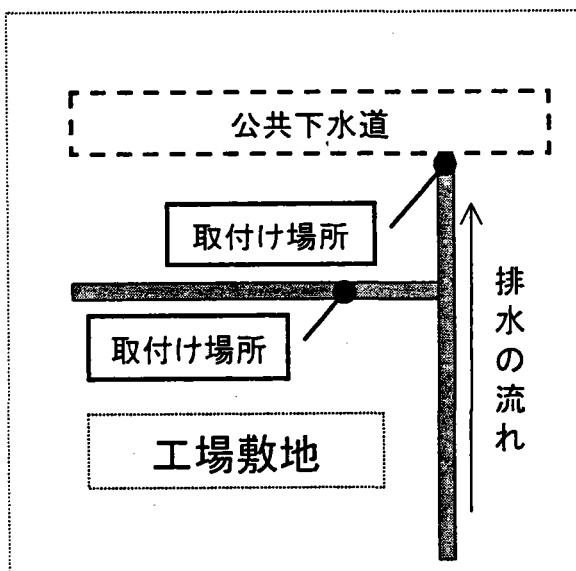 公共下水道
取付け場所
取付け場所
排水の流れ
工場敷地